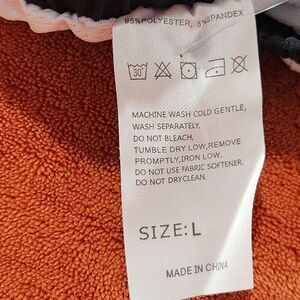 95%POLYESTER, 5%SPANDEX
30°
MACHINE WASH COLD GENTLE,
WASH SEPARATELY,
DO NOT BLEACH,
TUMBLE DRY LOW,REMOVE
PROMPTLY,IRON LOW,
DO NOT USE FABRIC SOFTENER,
DO NOT DRYCLEAN.
SIZE:L
MADE IN CHINA